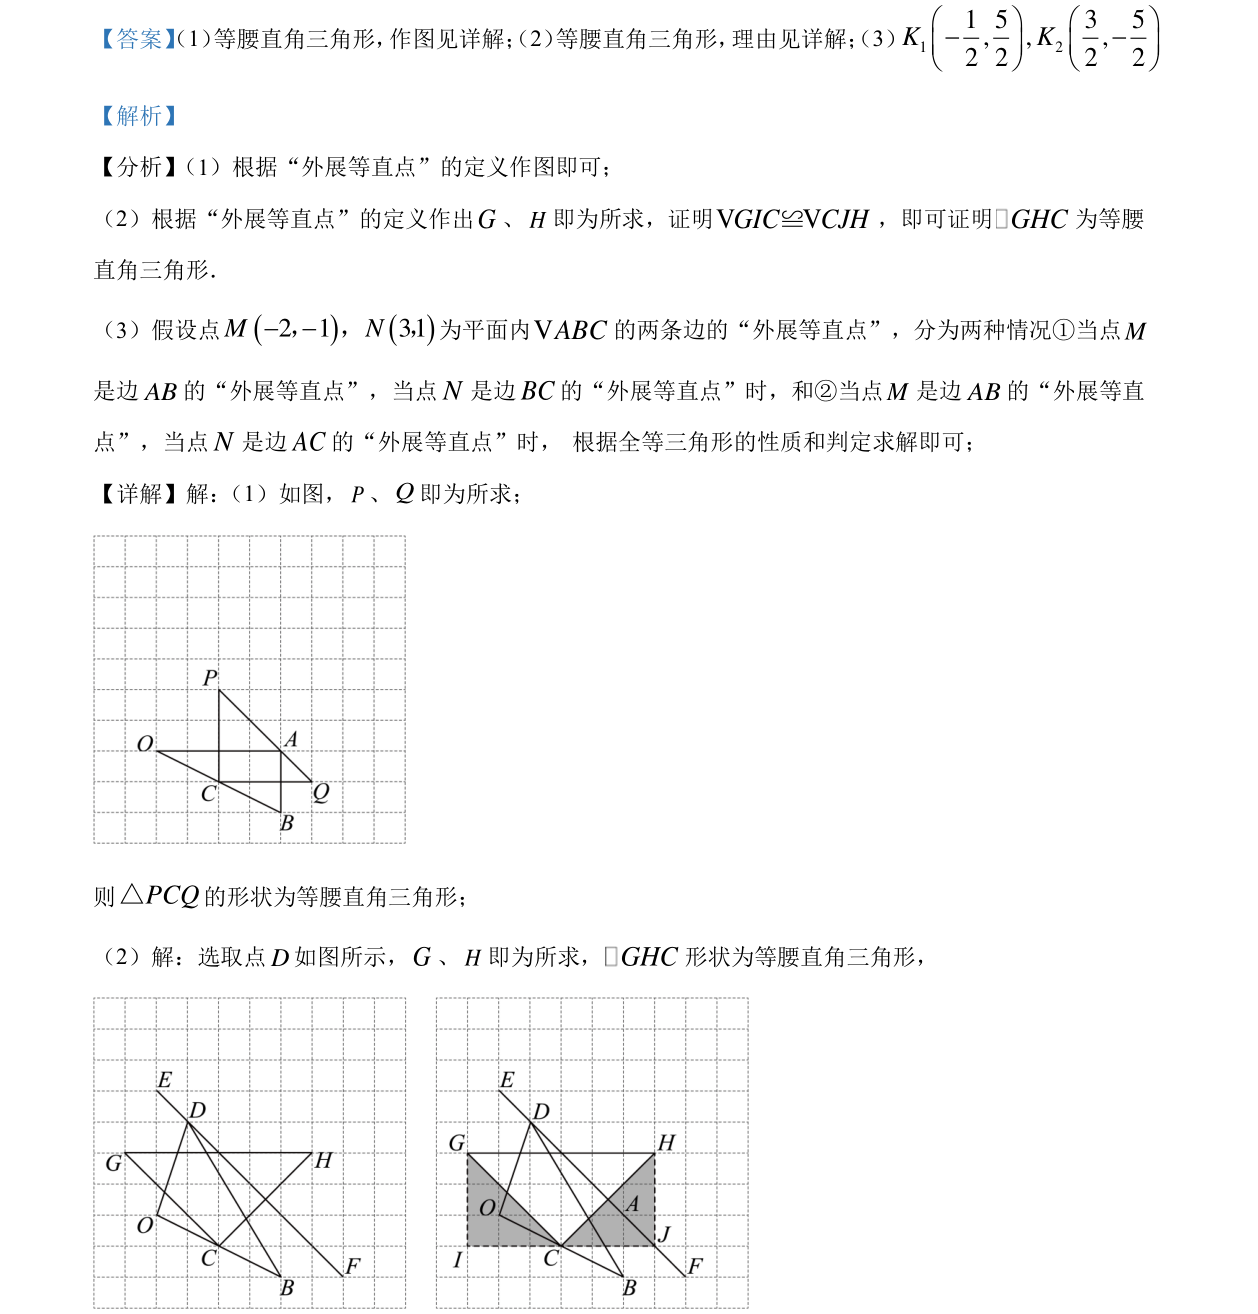 【答案】(1)等腰直角三角形,作图见详解;(2)等腰直角三角形,理由见详解;(3) K₁(-1/2, 5/2), K₂(3/2, -5/2)
【解析】
【分析】(1)根据“外展等直点”的定义作图即可;
(2)根据“外展等直点”的定义作出G、H即为所求,证明VGIC≌VCJH,即可证明□GHC为等腰
直角三角形.
(3)假设点M(-2,-1),N(3,1)为平面内VABC的两条边的“外展等直点”,分为两种情况①当点M
是边AB的“外展等直点”,当点N是边BC的“外展等直点”时,和②当点M是边AB的“外展等直
点”,当点N是边AC的“外展等直点”时, 根据全等三角形的性质和判定求解即可;
【详解】解:(1)如图,P、Q即为所求;
P
O A
C Q
B
则△PCQ的形状为等腰直角三角形;
(2)解:选取点D如图所示,G、H即为所求,□GHC形状为等腰直角三角形,
E
D
G H
O
C F
B
E
D
G H
O A
J
I C F
B